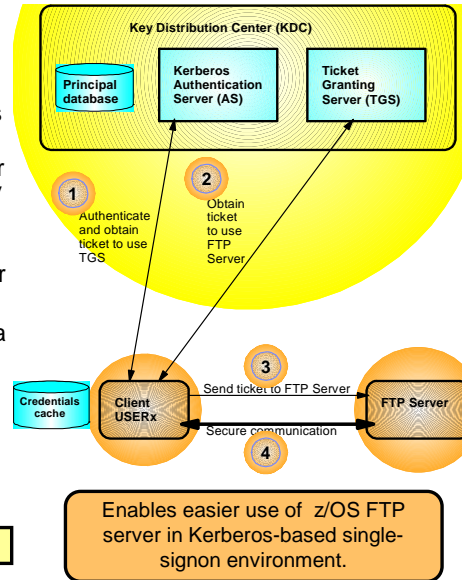 Key Distribution Center (KDC)
Principal
database
Kerberos
Authentication
Server (AS)
Ticket
Granting
Server (TGS)
s
r
y
r
a
1
Authenticate
and obtain
ticket to use
TGS
2
Obtain
ticket
to use
FTP
Server
3
Send ticket to FTP Server
Credentials
cache
Client
USERx
FTP Server
Secure communication
4
Enables easier use of z/OS FTP
server in Kerberos-based single-
signon environment.